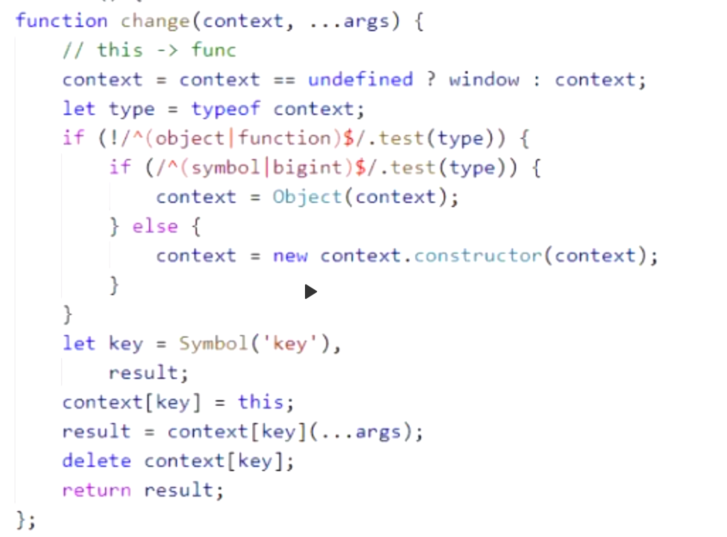 function change(context, ...args) {
    // this -> func
    context = context == undefined ? window : context;
    let type = typeof context;
    if (!/^(object|function)$/.test(type)) {
        if (/^(symbol|bigint)$/.test(type)) {
            context = Object(context);
        } else {
            context = new context.constructor(context);
        }
    }
    let key = Symbol('key'),
        result;
    context[key] = this;
    result = context[key](...args);
    delete context[key];
    return result;
};